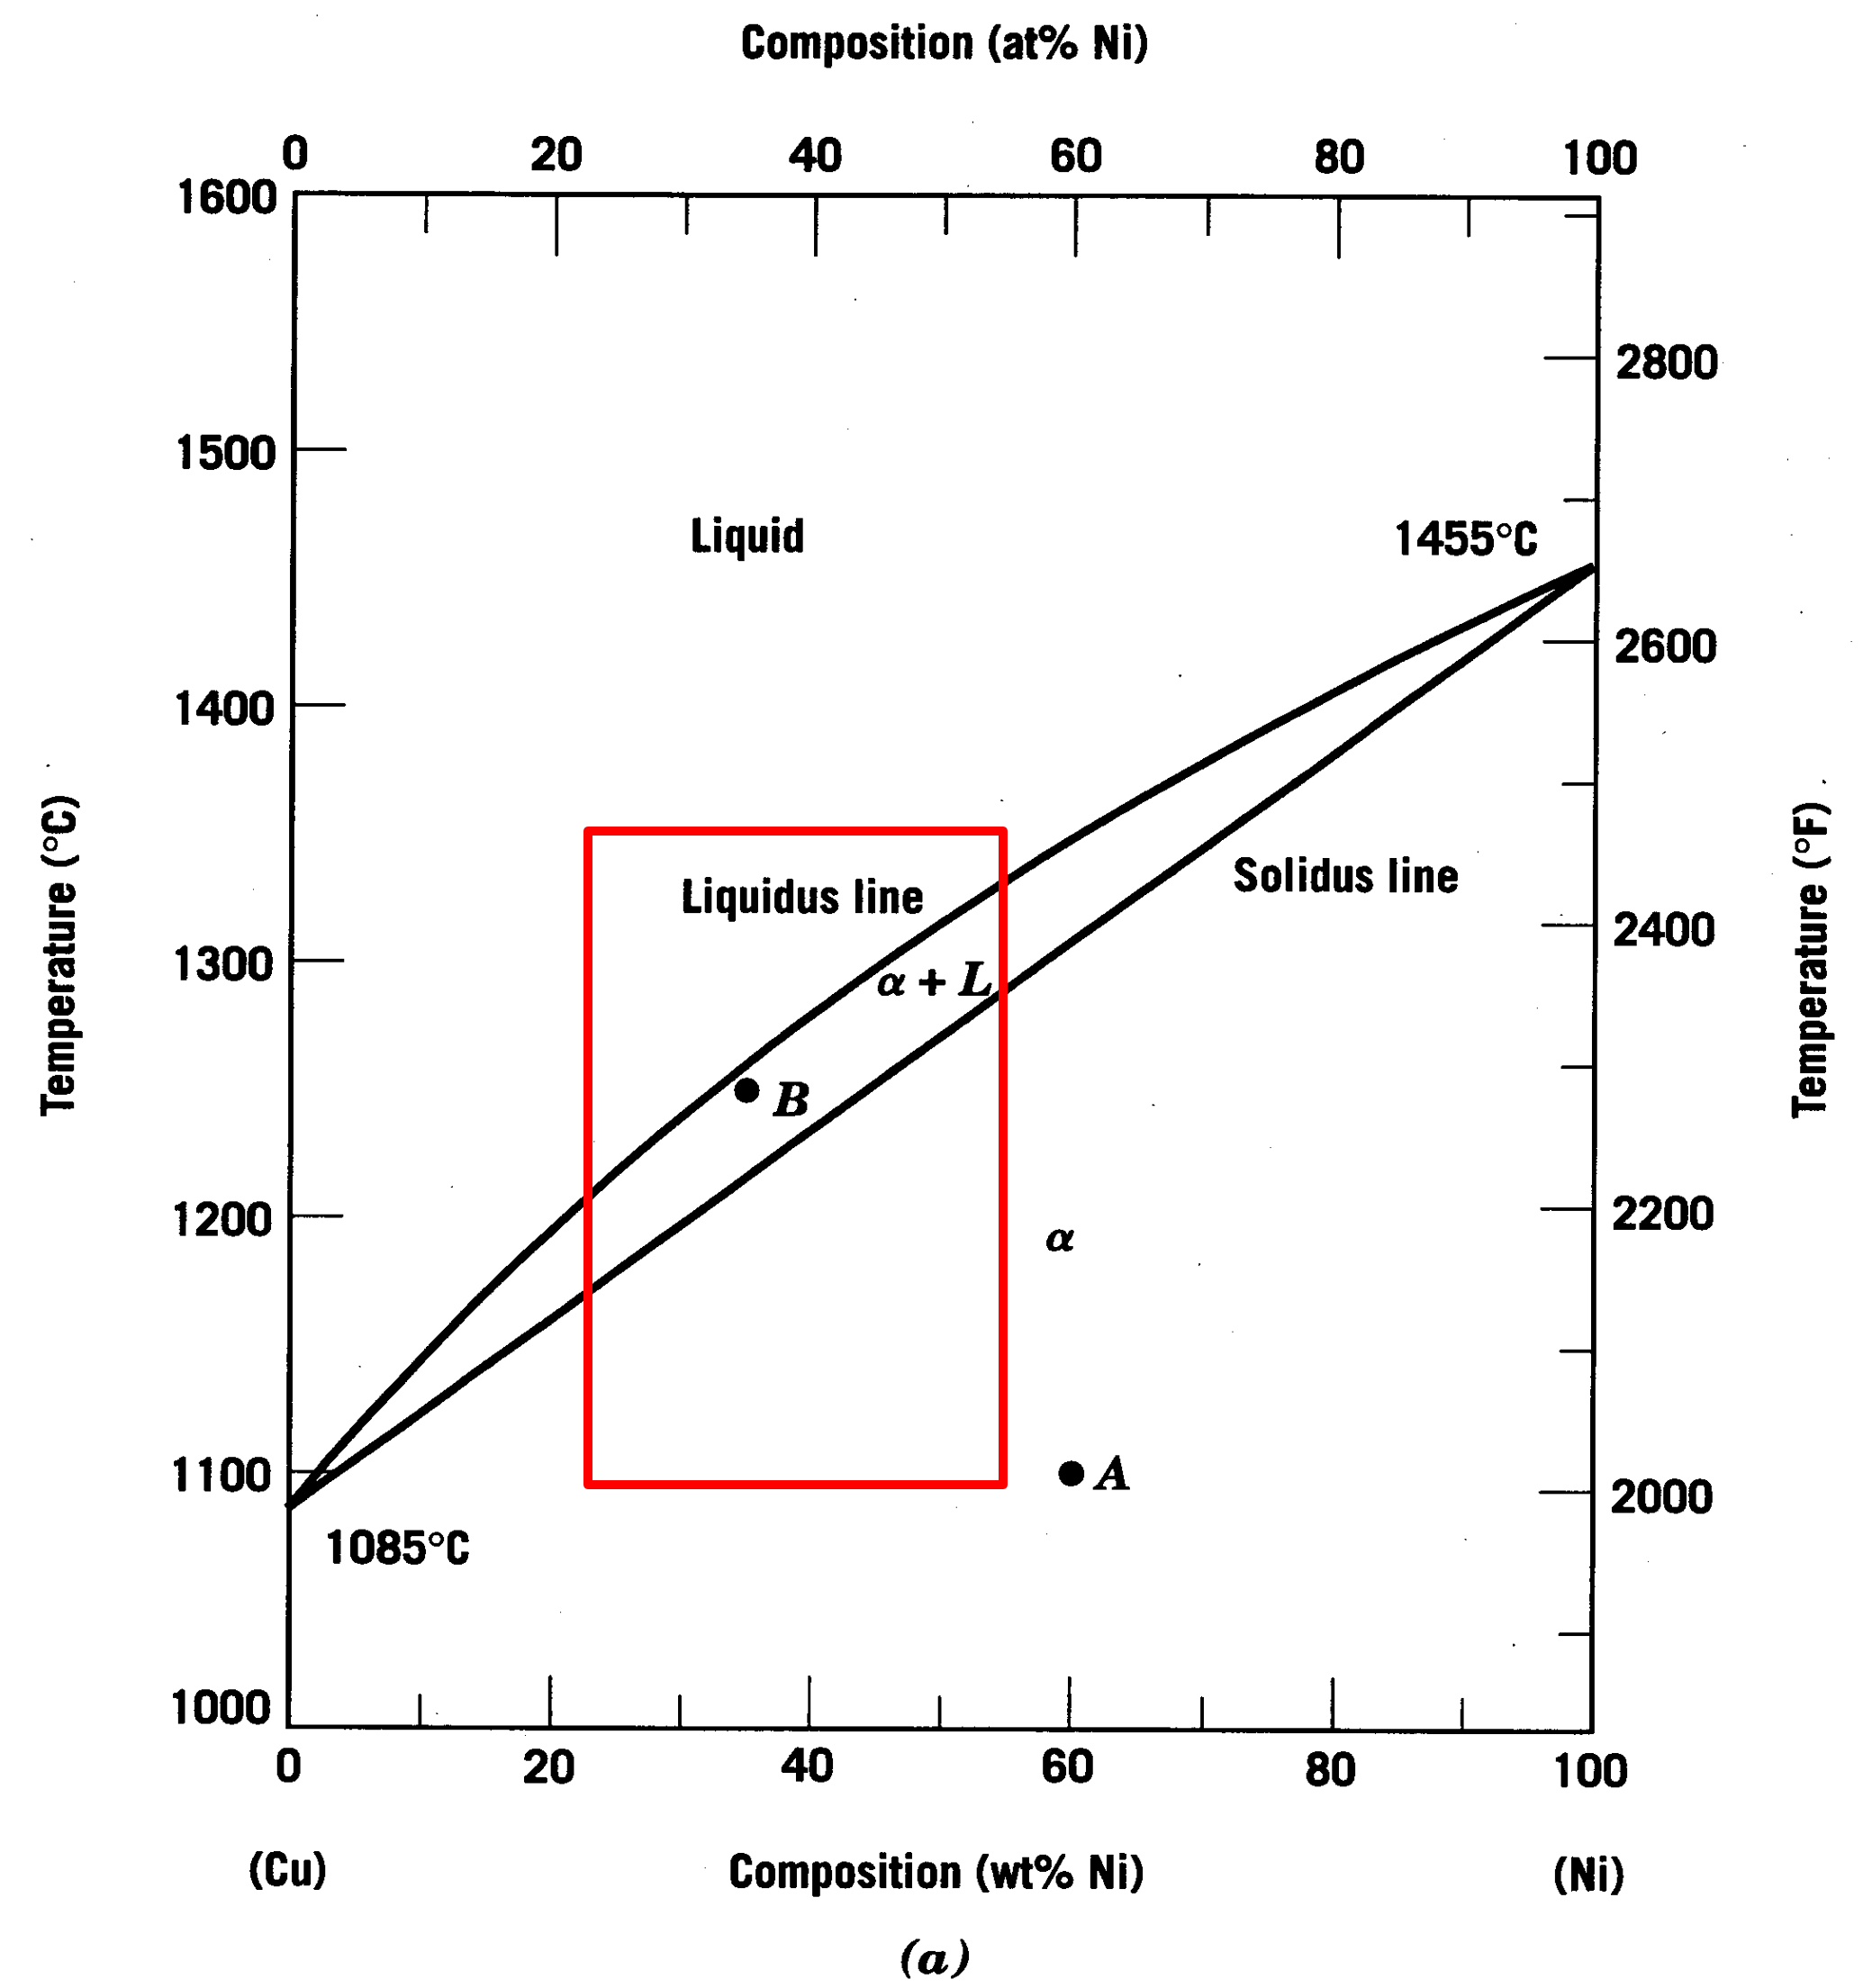 Composition (at% Ni)
0 20 40 60 80 100
1600
2800
1500
Liquid
1455°C
2600
1400
Temperature (°C)
Temperature (°F)
Liquidus line
Solidus line
2400
1300
α + L
B
1200
2200
α
1100
A
2000
1085°C
1000
0 20 40 60 80 100
(Cu) Composition (wt% Ni) (Ni)
(a)